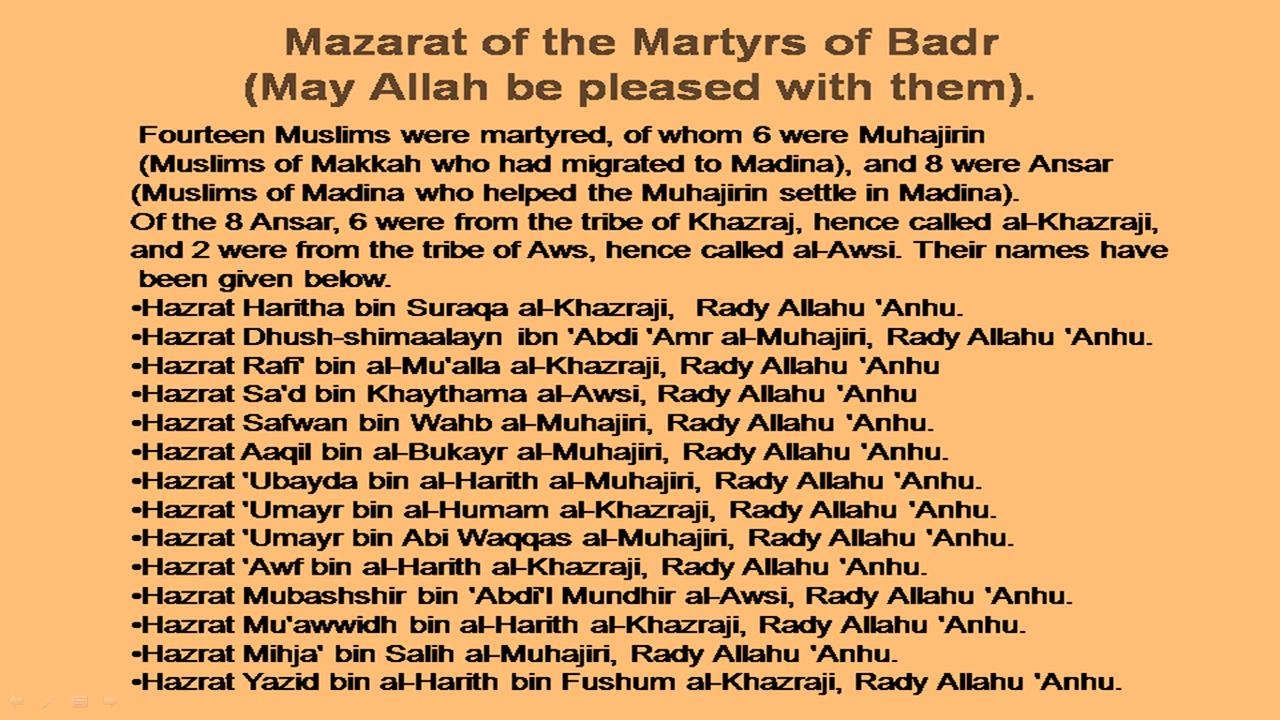 Mazarat of the Martyrs of Badr
(May Allah be pleased with them).
Fourteen Muslims were martyred, of whom 6 were Muhajirin
(Muslims of Makkah who had migrated to Madina), and 8 were Ansar
(Muslims of Madina who helped the Muhajirin settle in Madina).
Of the 8 Ansar, 6 were from the tribe of Khazraj, hence called al-Khazraji,
and 2 were from the tribe of Aws, hence called al-Awsi. Their names have
been given below.
•Hazrat Haritha bin Suraqa al-Khazraji, Rady Allahu 'Anhu.
•Hazrat Dhush-shimaalayn ibn 'Abdi 'Amr al-Muhajiri, Rady Allahu 'Anhu.
•Hazrat Rafi' bin al-Mu'alla al-Khazraji, Rady Allahu 'Anhu
•Hazrat Sa'd bin Khaythama al-Awsi, Rady Allahu 'Anhu
•Hazrat Safwan bin Wahb al-Muhajiri, Rady Allahu 'Anhu.
•Hazrat Aaqil bin al-Bukayr al-Muhajiri, Rady Allahu 'Anhu.
•Hazrat 'Ubayda bin al-Harith al-Muhajiri, Rady Allahu 'Anhu.
•Hazrat 'Umayr bin al-Humam al-Khazraji, Rady Allahu 'Anhu.
•Hazrat 'Umayr bin Abi Waqqas al-Muhajiri, Rady Allahu 'Anhu.
•Hazrat 'Awf bin al-Harith al-Khazraji, Rady Allahu 'Anhu.
•Hazrat Mubashshir bin 'Abdi'l Mundhir al-Awsi, Rady Allahu 'Anhu.
•Hazrat Mu'awwidh bin al-Harith al-Khazraji, Rady Allahu 'Anhu.
•Hazrat Mihja' bin Salih al-Muhajiri, Rady Allahu 'Anhu.
•Hazrat Yazid bin al-Harith bin Fushum al-Khazraji, Rady Allahu 'Anhu.